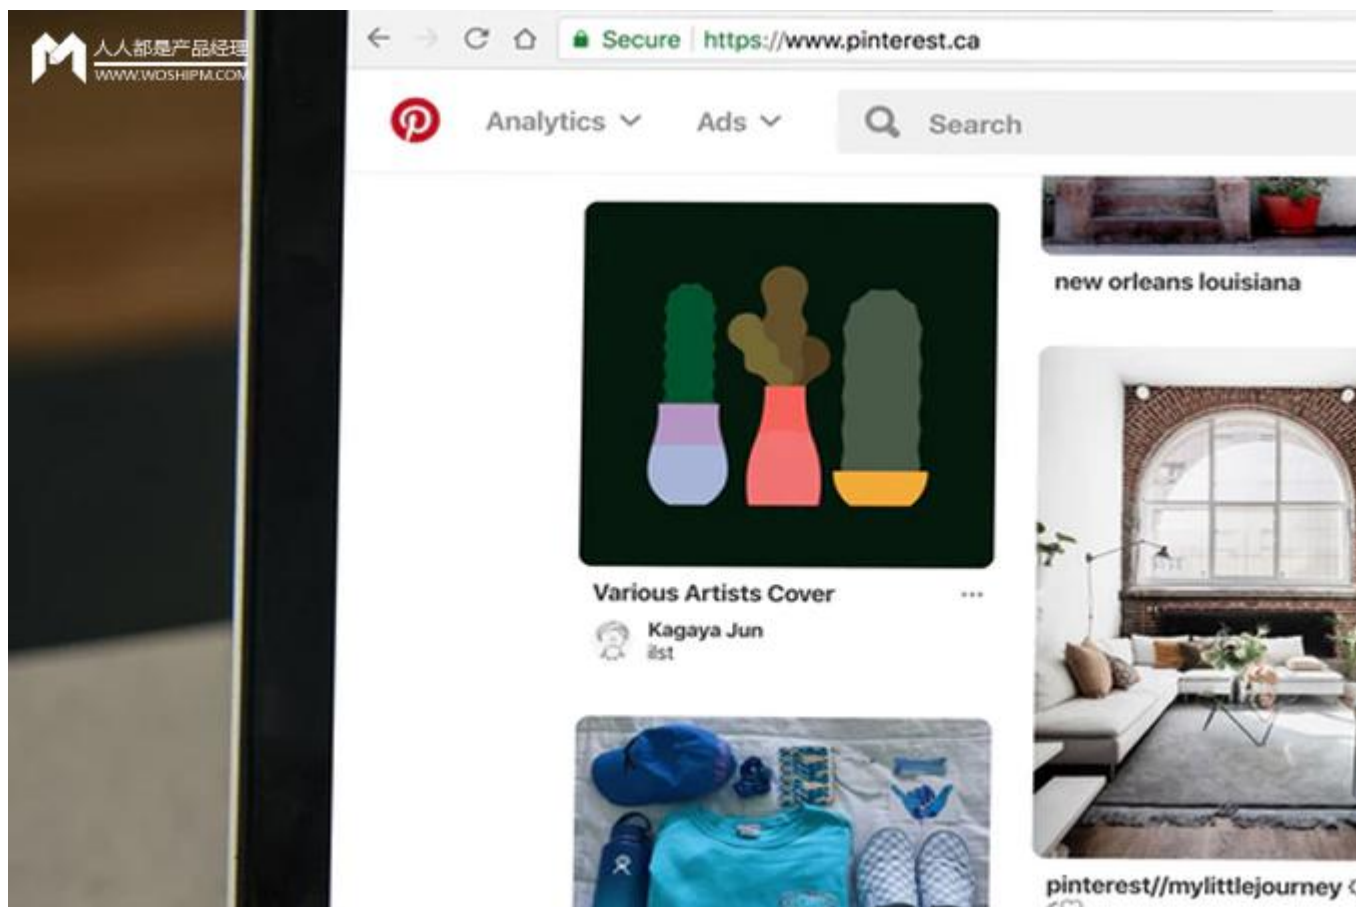 人人都是产品经理
WWW.WOSHIPM.COM
Secure https://www.pinterest.ca
Analytics
Ads
Search
new orleans louisiana
Various Artists Cover
Kagaya Jun
ilst
pinterest//mylittlejourney